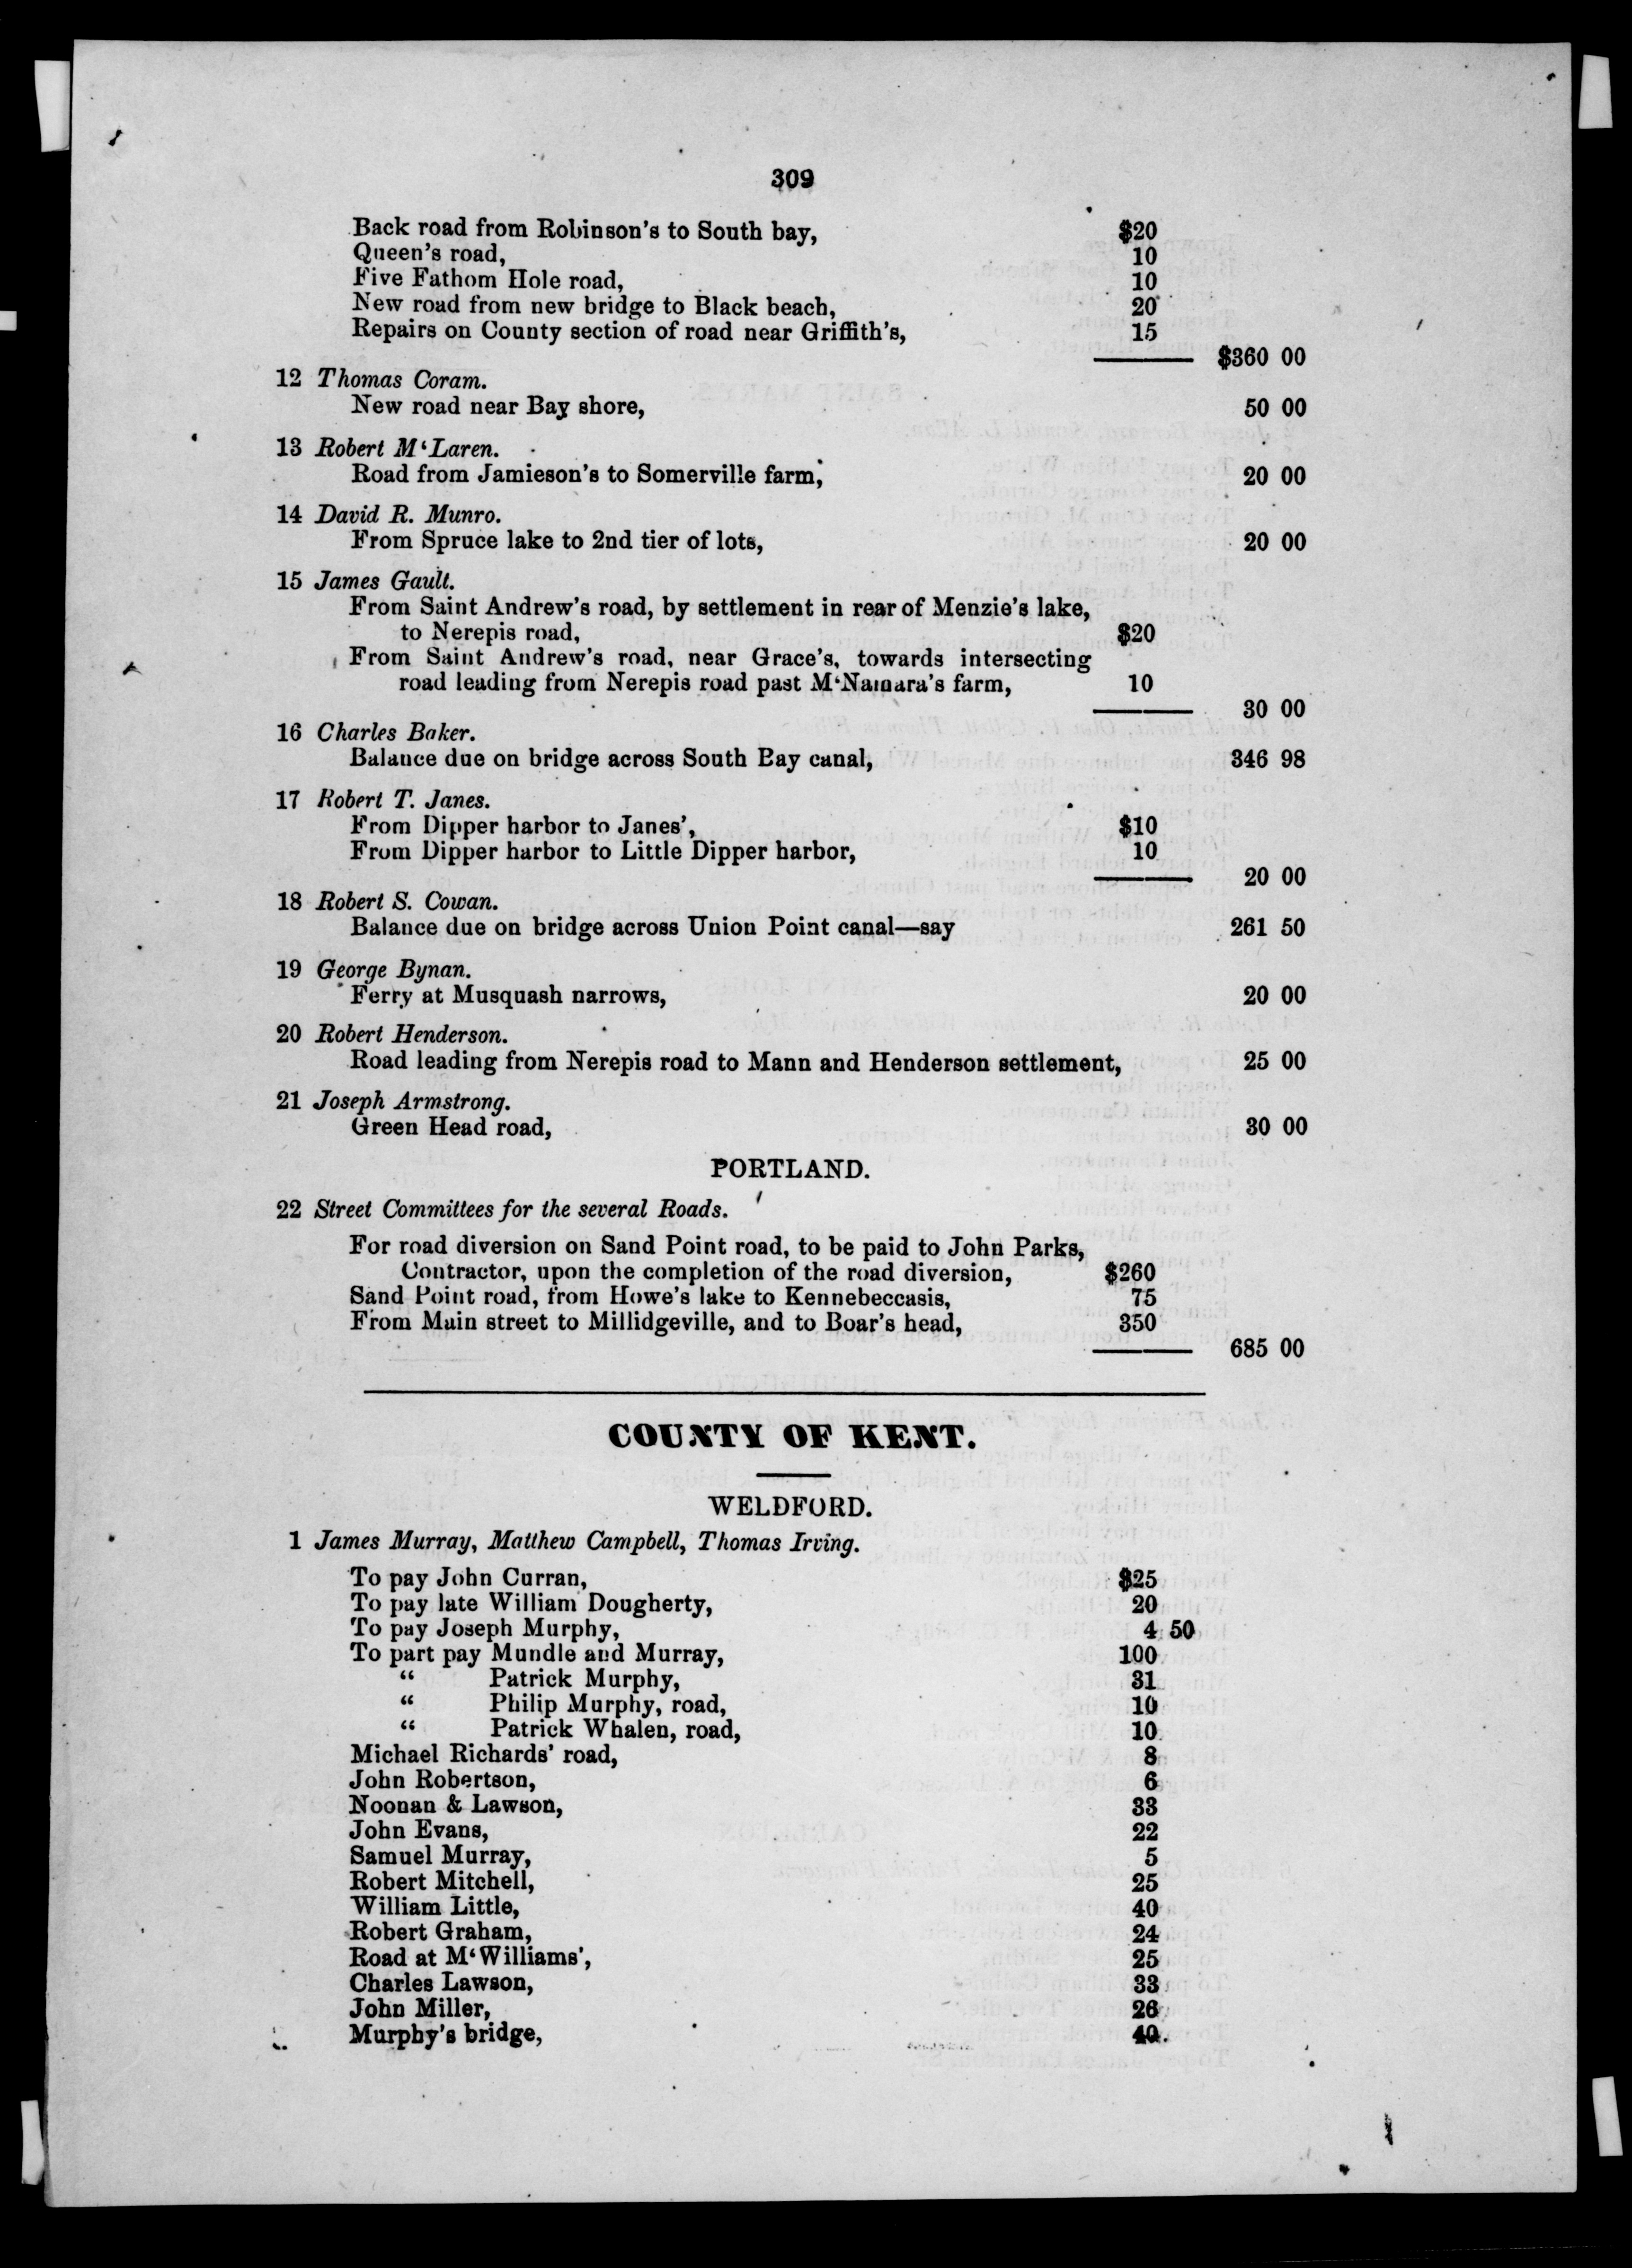 309
Back road from Robinson's to South bay, $20
Queen's road, 10
Five Fathom Hole road, 10
New road from new bridge to Black beach, 20
Repairs on County section of road near Griffith's, 15
$360 00
12 Thomas Coram.
New road near Bay shore, 50 00
13 Robert M'Laren.
Road from Jamieson's to Somerville farm, 20 00
14 David R. Munro.
From Spruce lake to 2nd tier of lots, 20 00
15 James Gault.
From Saint Andrew's road, by settlement in rear of Menzie's lake,
to Nerepis road, $20
From Saint Andrew's road, near Grace's, towards intersecting
road leading from Nerepis road past M'Namara's farm, 10
30 00
16 Charles Baker.
Balance due on bridge across South Bay canal, 346 98
17 Robert T. Janes.
From Dipper harbor to Janes', $10
From Dipper harbor to Little Dipper harbor, 10
20 00
18 Robert S. Cowan.
Balance due on bridge across Union Point canal—say 261 50
19 George Bynan.
Ferry at Musquash narrows, 20 00
20 Robert Henderson.
Road leading from Nerepis road to Mann and Henderson settlement, 25 00
21 Joseph Armstrong.
Green Head road, 30 00
PORTLAND.
22 Street Committees for the several Roads.
For road diversion on Sand Point road, to be paid to John Parks,
Contractor, upon the completion of the road diversion, $260
Sand Point road, from Howe's lake to Kennebeccasis, 75
From Main street to Millidgeville, and to Boar's head, 350
685 00
COUNTY OF KENT.
WELDFORD.
1 James Murray, Matthew Campbell, Thomas Irving.
To pay John Curran, $25
To pay late William Dougherty, 20
To pay Joseph Murphy, 4 50
To part pay Mundle and Murray, 100
" Patrick Murphy, 31
" Philip Murphy, road, 10
" Patrick Whalen, road, 10
Michael Richards' road, 8
John Robertson, 6
Noonan & Lawson, 33
John Evans, 22
Samuel Murray, 5
Robert Mitchell, 25
William Little, 40
Robert Graham, 24
Road at M'Williams', 25
Charles Lawson, 33
John Miller, 26
Murphy's bridge, 40